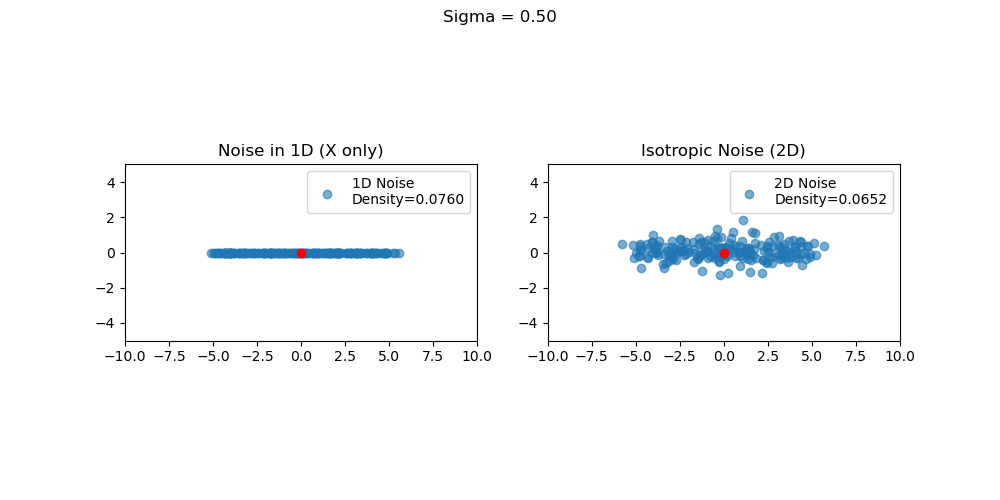 Sigma = 0.50
Noise in 1D (X only)
1D Noise
Density=0.0760
4
2
0
−2
−4
−10.0 −7.5 −5.0 −2.5 0.0 2.5 5.0 7.5 10.0
Isotropic Noise (2D)
2D Noise
Density=0.0652
4
2
0
−2
−4
−10.0 −7.5 −5.0 −2.5 0.0 2.5 5.0 7.5 10.0